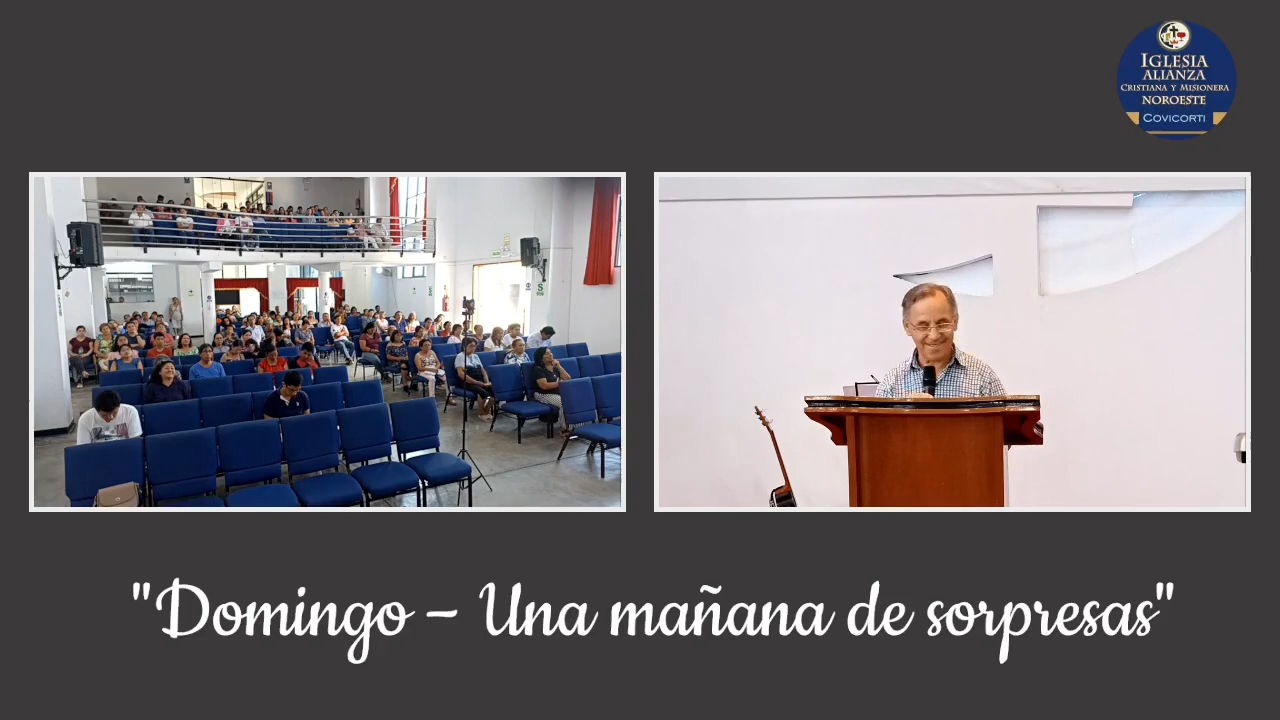 IGLESIA
ALIANZA
CRISTIANA Y MISIONERA
NOROESTE
COVICORTI
S
"Domingo – Una mañana de sorpresas"